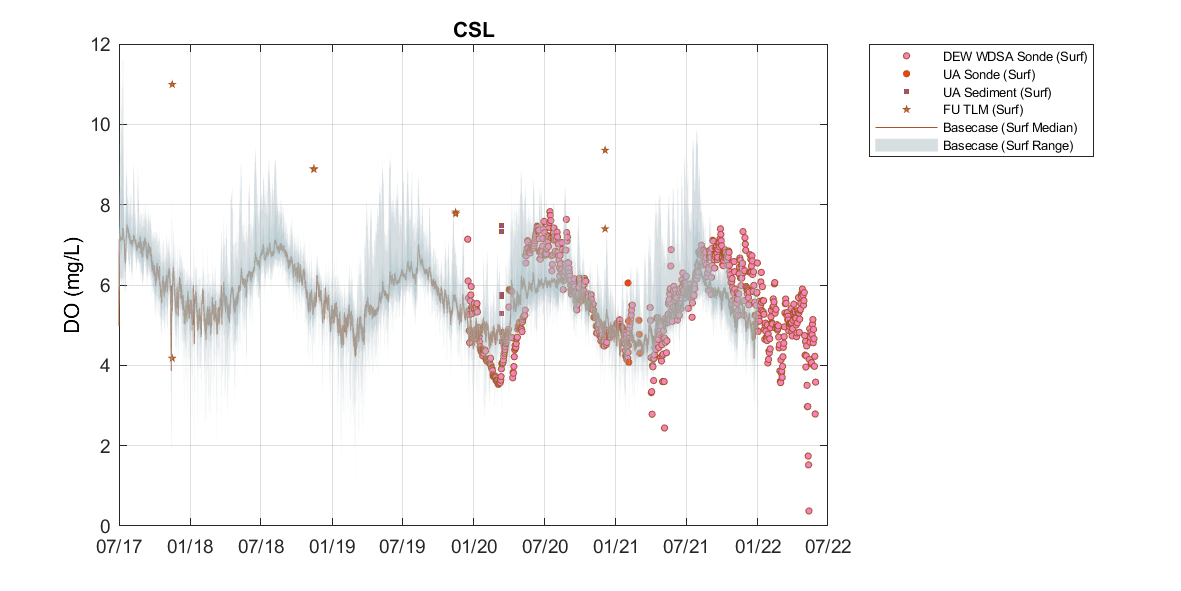 CSL
DEW WDSA Sonde (Surf)
UA Sonde (Surf)
UA Sediment (Surf)
FU TLM (Surf)
Basecase (Surf Median)
Basecase (Surf Range)
DO (mg/L)
12
10
8
6
4
2
0
07/17 01/18 07/18 01/19 07/19 01/20 07/20 01/21 07/21 01/22 07/22